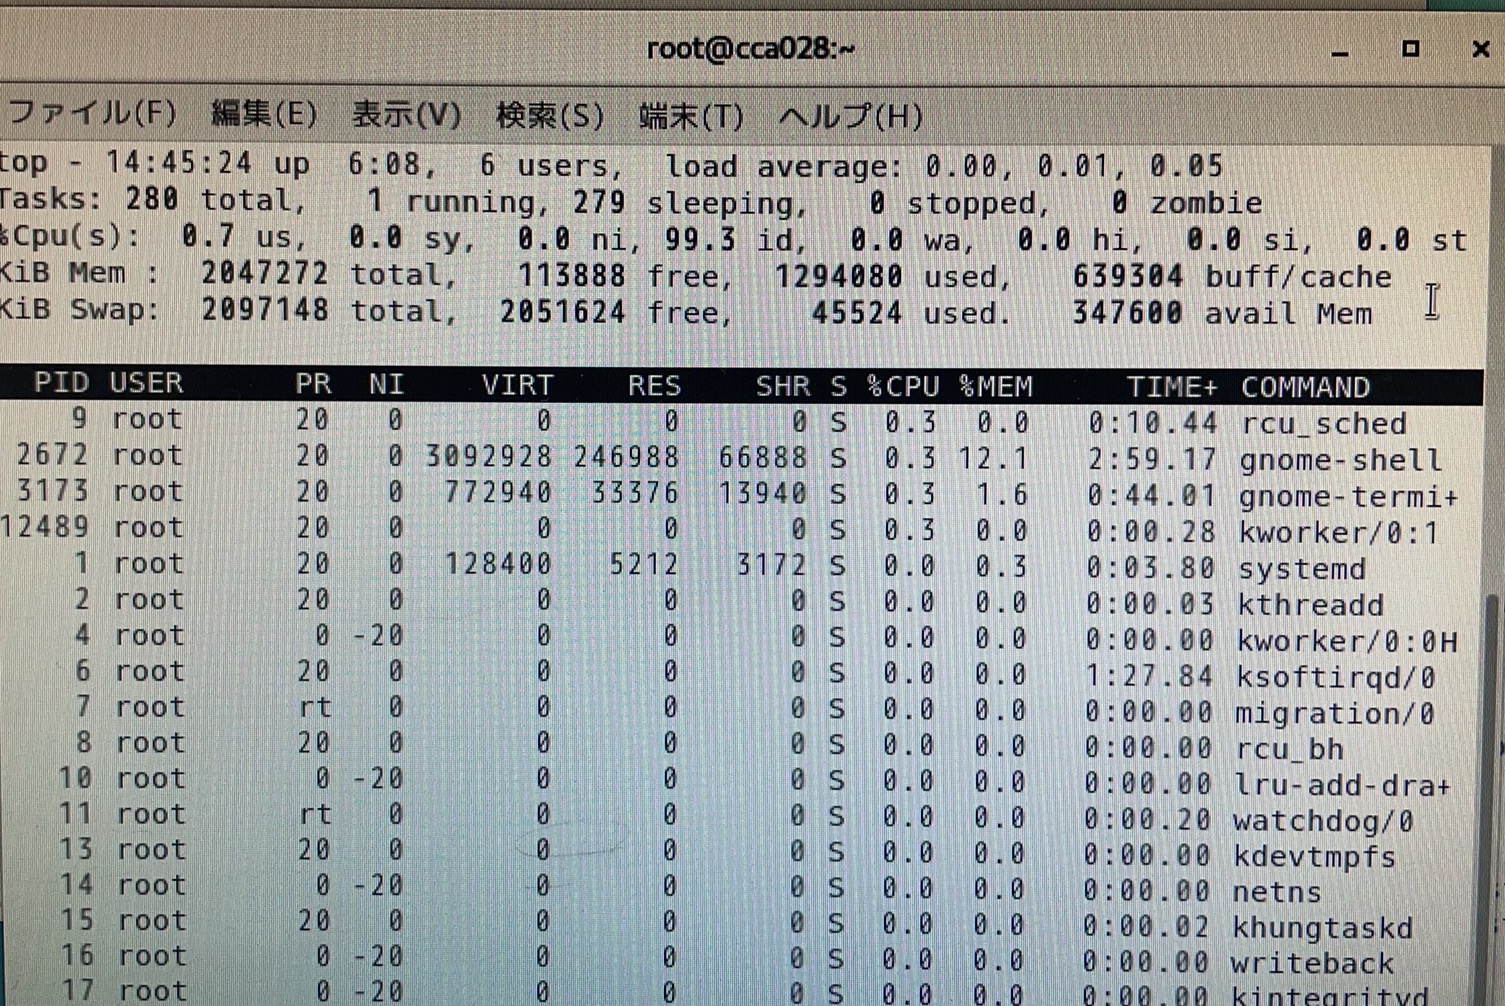 root@cca028:~
ファイル(F) 編集(E) 表示(V) 検索(S) 端末(T) ヘルプ(H)
top - 14:45:24 up  6:08,  6 users,  load average: 0.00, 0.01, 0.05
Tasks: 280 total,   1 running, 279 sleeping,   0 stopped,   0 zombie
%Cpu(s):  0.7 us,  0.0 sy,  0.0 ni, 99.3 id,  0.0 wa,  0.0 hi,  0.0 si,  0.0 st
KiB Mem :  2047272 total,   113888 free,  1294080 used,   639304 buff/cache
KiB Swap:  2097148 total,  2051624 free,    45524 used.   347600 avail Mem
PID USER PR NI VIRT RES SHR S %CPU %MEM TIME+ COMMAND
9 root 20 0 0 0 0 S 0.3 0.0 0:10.44 rcu_sched
2672 root 20 0 3092928 246988 66888 S 0.3 12.1 2:59.17 gnome-shell
3173 root 20 0 772940 33376 13940 S 0.3 1.6 0:44.01 gnome-termi+
12489 root 20 0 0 0 0 S 0.3 0.0 0:00.28 kworker/0:1
1 root 20 0 128400 5212 3172 S 0.0 0.3 0:03.80 systemd
2 root 20 0 0 0 0 S 0.0 0.0 0:00.03 kthreadd
4 root 0 -20 0 0 0 S 0.0 0.0 0:00.00 kworker/0:0H
6 root 20 0 0 0 0 S 0.0 0.0 1:27.84 ksoftirqd/0
7 root rt 0 0 0 0 S 0.0 0.0 0:00.00 migration/0
8 root 20 0 0 0 0 S 0.0 0.0 0:00.00 rcu_bh
10 root 0 -20 0 0 0 S 0.0 0.0 0:00.00 lru-add-dra+
11 root rt 0 0 0 0 S 0.0 0.0 0:00.20 watchdog/0
13 root 20 0 0 0 0 S 0.0 0.0 0:00.00 kdevtmpfs
14 root 0 -20 0 0 0 S 0.0 0.0 0:00.00 netns
15 root 20 0 0 0 0 S 0.0 0.0 0:00.02 khungtaskd
16 root 0 -20 0 0 0 S 0.0 0.0 0:00.00 writeback
17 root 0 -20 0 0 0 S 0.0 0.0 0:00.00 kintegrityd